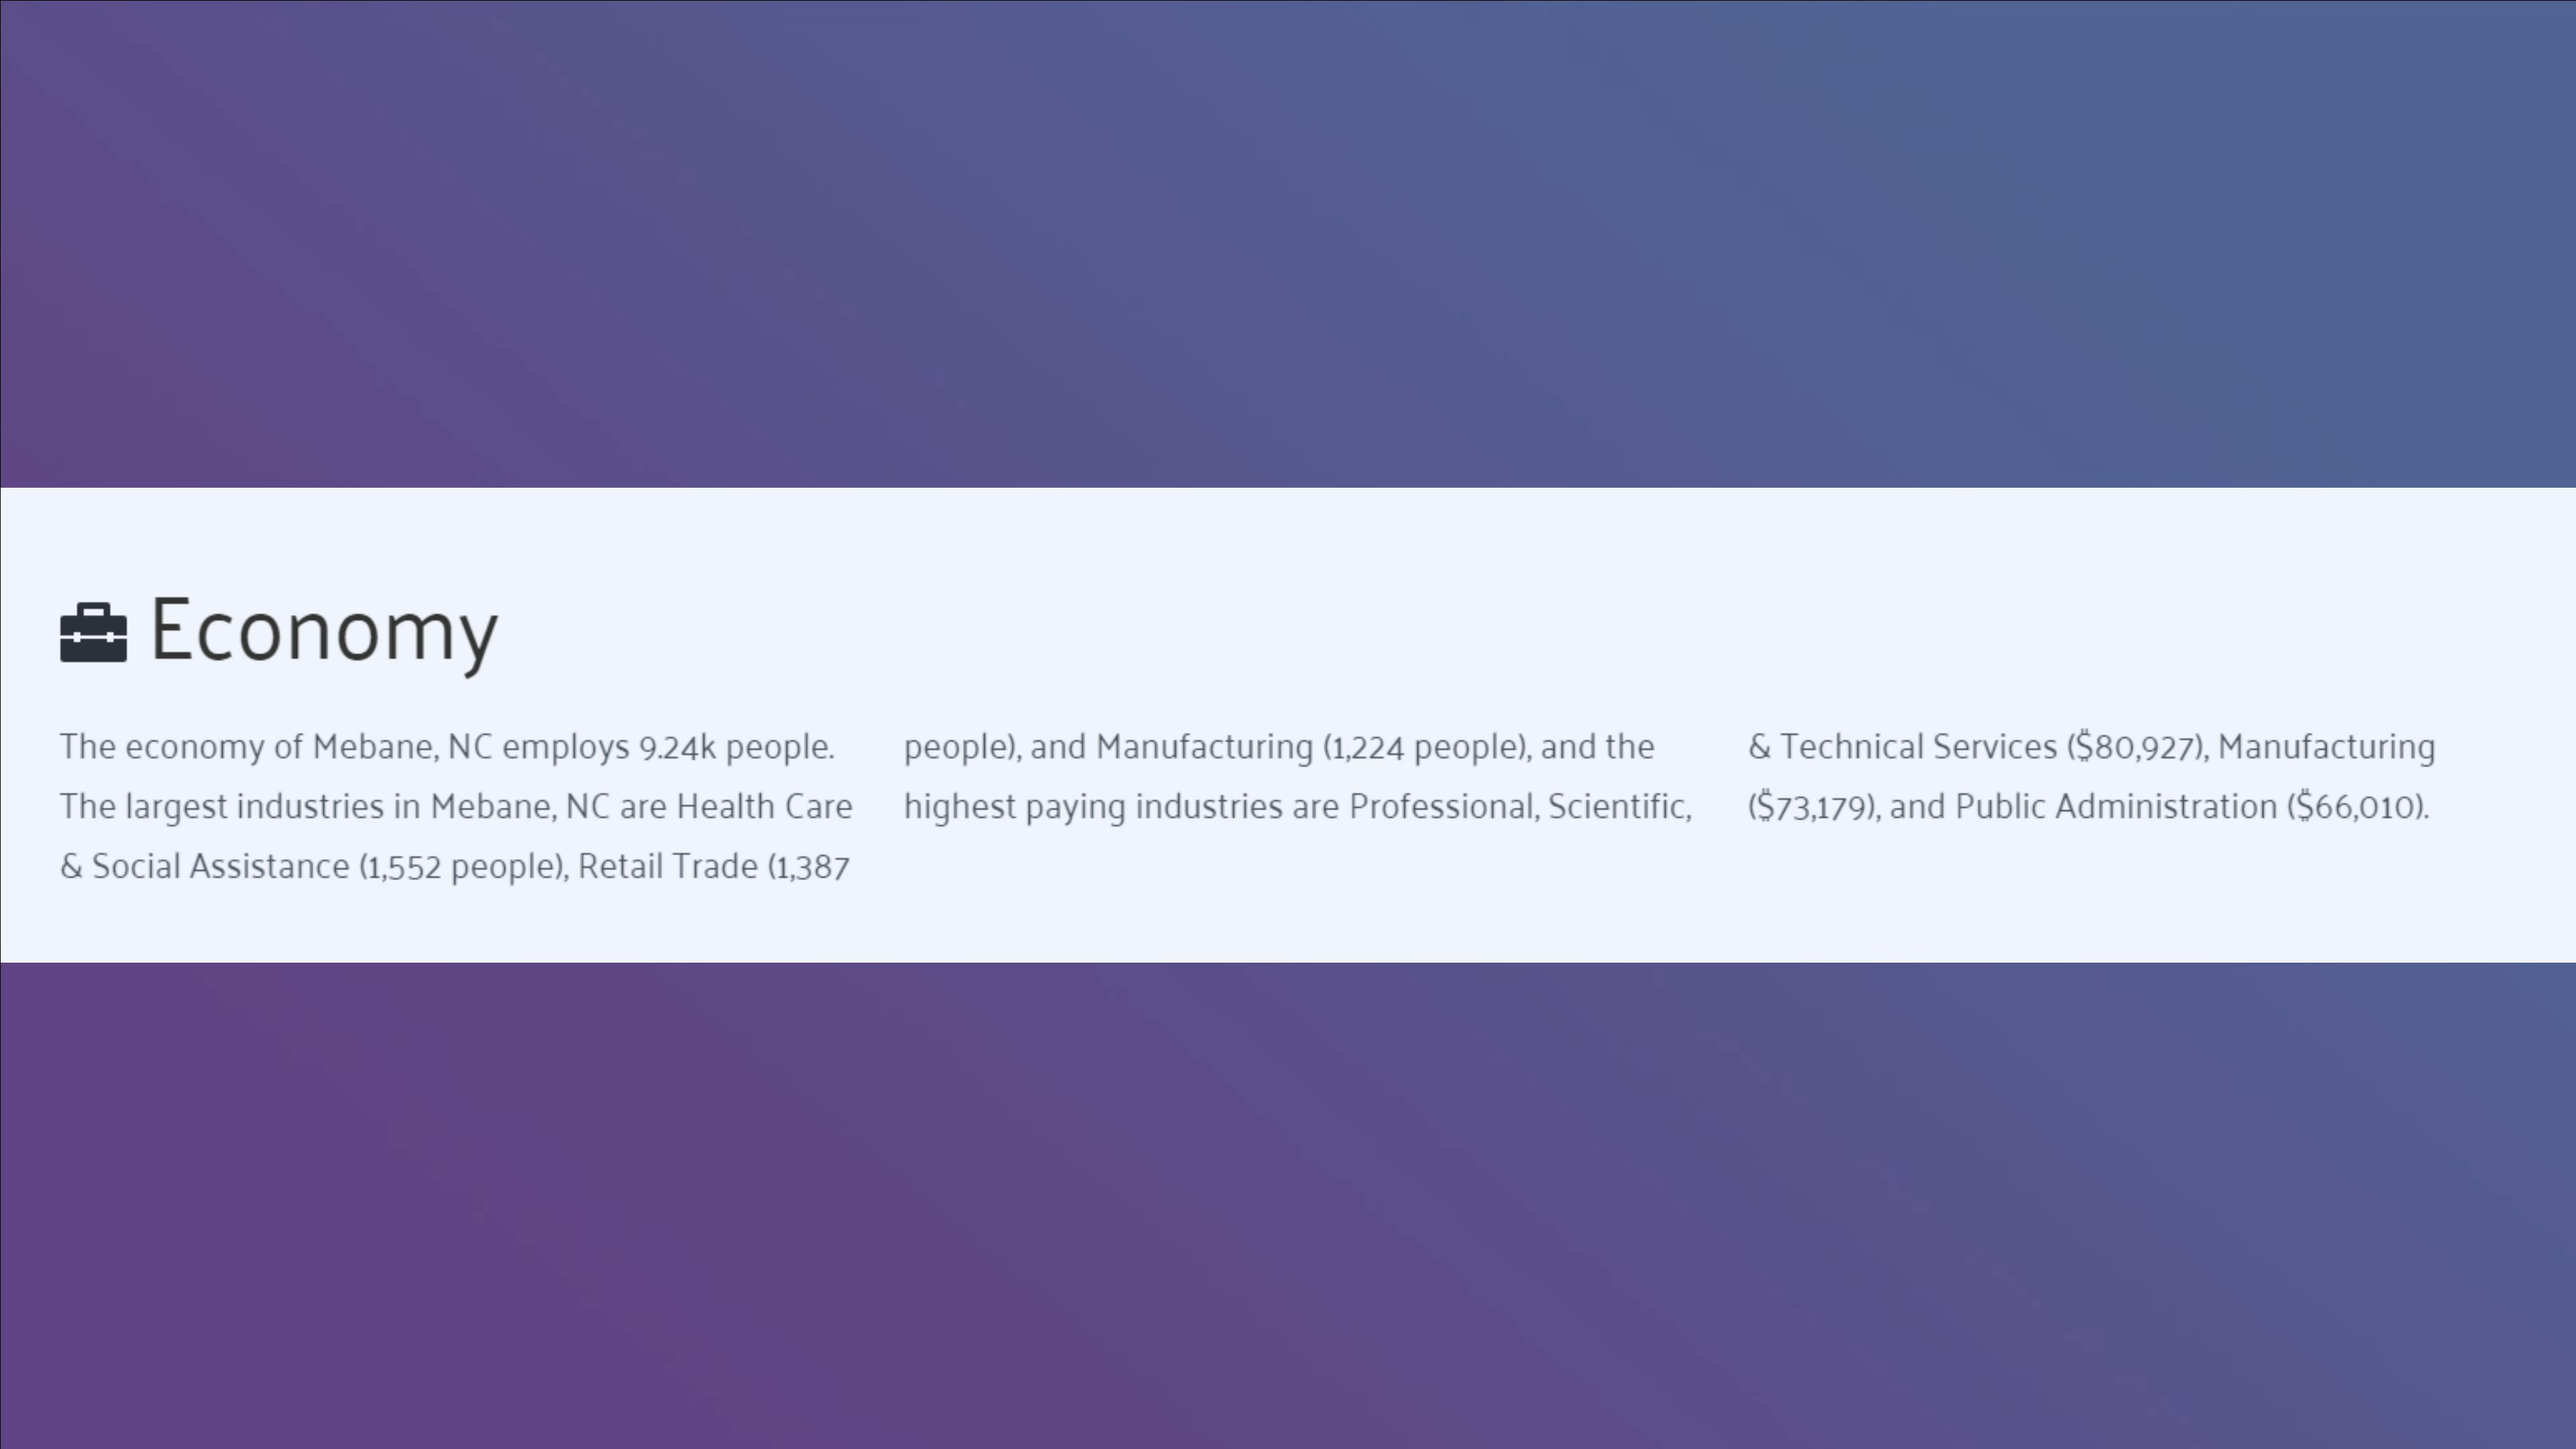 Economy
The economy of Mebane, NC employs 9.24k people.
The largest industries in Mebane, NC are Health Care
& Social Assistance (1,552 people), Retail Trade (1,387
people), and Manufacturing (1,224 people), and the
highest paying industries are Professional, Scientific,
& Technical Services ($80,927), Manufacturing
($73,179), and Public Administration ($66,010).